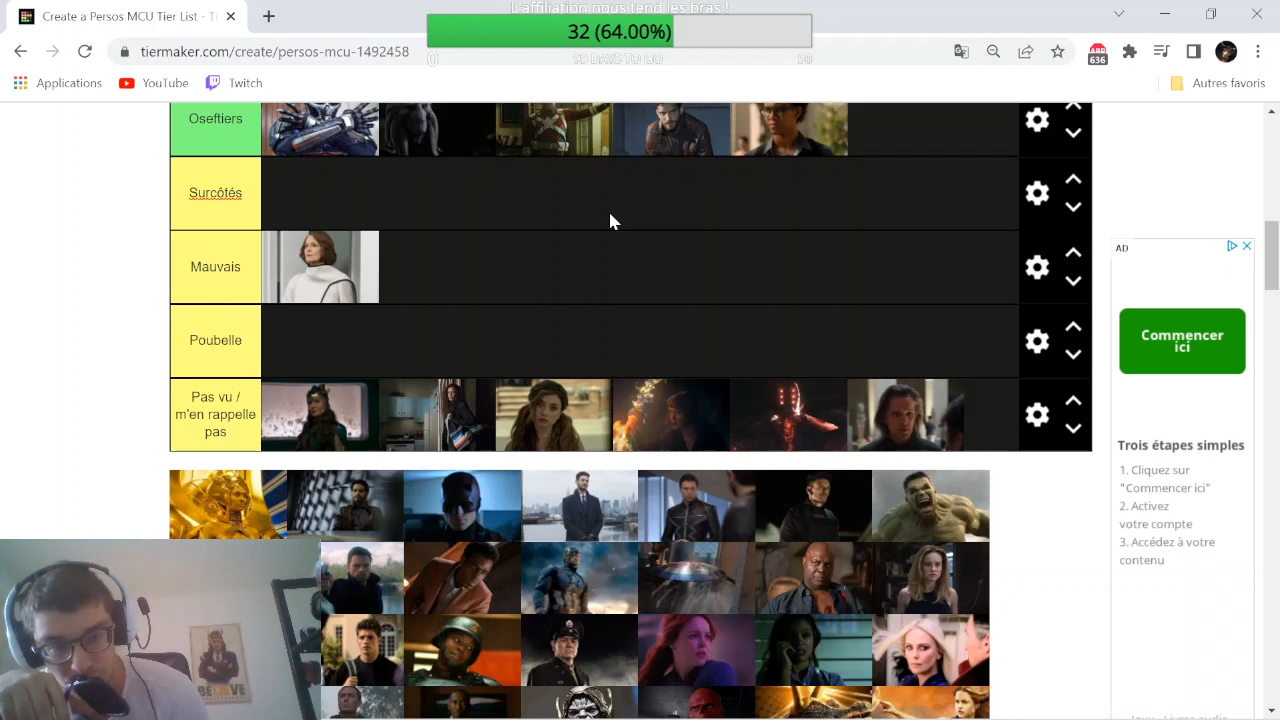 Create a Persos MCU Tier List - Ti
L'affiliation nous tend les bras !
32 (64.00%)
tiermaker.com/create/persos-mcu-1492458
636
Applications
YouTube
Twitch
Autres favoris
Oseftiers
Surcôtés
Mauvais
Poubelle
Pas vu /
m'en rappelle
pas
AD
Commencer
ici
Trois étapes simples
1. Cliquez sur
"Commencer ici"
2. Activez
votre compte
3. Accédez à votre
contenu